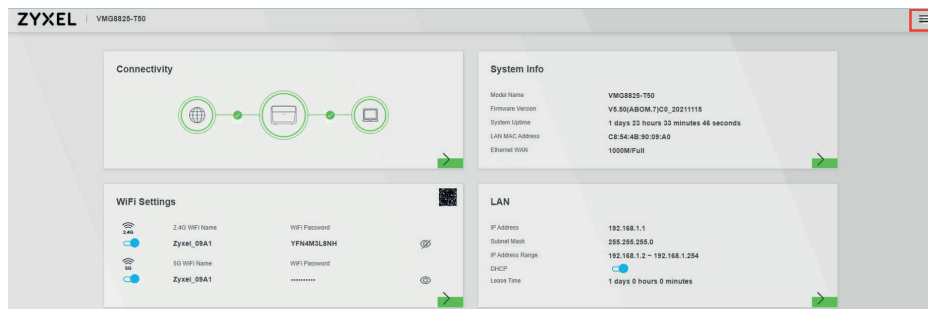 ZYXEL VMG8825-T50
Connectivity
System Info
Model Name VMG8825-T50
Firmware Version V5.50(ABOM.7)C0_20211115
System Uptime 1 days 23 hours 33 minutes 46 seconds
LAN MAC Address C8:54:4B:90:09:A0
Ethernet WAN 1000M/Full
WiFi Settings
2.4G
2.4G WiFi Name WiFi Password
Zyxel_09A1 YFN4M3L8NH
5G
5G WiFi Name WiFi Password
Zyxel_09A1 ••••••••••
LAN
IP Address 192.168.1.1
Subnet Mask 255.255.255.0
IP Address Range 192.168.1.2 ~ 192.168.1.254
DHCP
Lease Time 1 days 0 hours 0 minutes